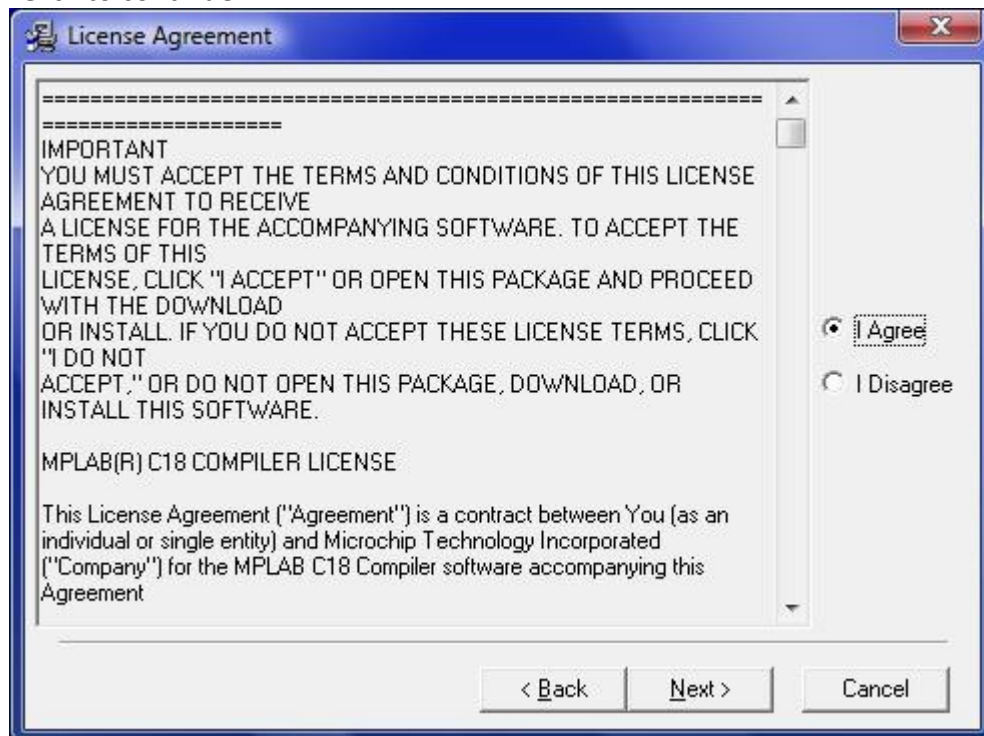 License Agreement
============================================================
====================
IMPORTANT
YOU MUST ACCEPT THE TERMS AND CONDITIONS OF THIS LICENSE
AGREEMENT TO RECEIVE
A LICENSE FOR THE ACCOMPANYING SOFTWARE. TO ACCEPT THE
TERMS OF THIS
LICENSE, CLICK "I ACCEPT" OR OPEN THIS PACKAGE AND PROCEED
WITH THE DOWNLOAD
OR INSTALL. IF YOU DO NOT ACCEPT THESE LICENSE TERMS, CLICK
"I DO NOT
ACCEPT," OR DO NOT OPEN THIS PACKAGE, DOWNLOAD, OR
INSTALL THIS SOFTWARE.
MPLAB(R) C18 COMPILER LICENSE
This License Agreement ("Agreement") is a contract between You (as an
individual or single entity) and Microchip Technology Incorporated
("Company") for the MPLAB C18 Compiler software accompanying this
Agreement
I Agree
I Disagree
< Back
Next >
Cancel